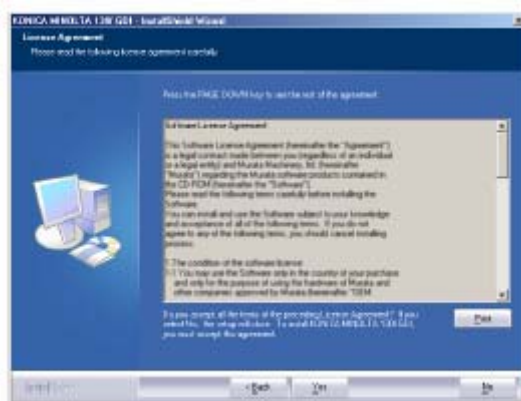 KONICA MINOLTA 130f GDI - InstallShield Wizard
License Agreement
Please read the following license agreement carefully.
Press the PAGE DOWN key to see the rest of the agreement.
Software License Agreement
This Software License Agreement (hereinafter the "Agreement")
is a legal contract made between you (regardless of an individual
or a legal entity) and Murata Machinery, ltd. (hereinafter
"Murata") regarding the Murata software products contained in
the CD-ROM (hereinafter the "Software").
Please read the following terms carefully before installing the
Software.
You can install and use the Software subject to your knowledge
and acceptance of all of the following terms. If you do not
agree to any of the following terms, you should cancel installing
process.
1 The condition of the software license
1-1 You may use the Software only in the country of your purchase
and only for the purpose of using the hardware of Murata and
other companies approved by Murata (hereinafter "OEM
Do you accept all the terms of the preceding License Agreement? If you
select No, the setup will close. To install KONICA MINOLTA 130f GDI,
you must accept this agreement.
Print
InstallShield
< Back
Yes
No